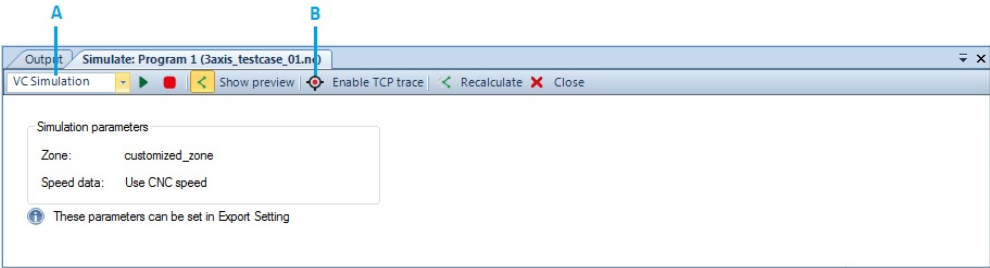 A B
Output Simulate: Program 1 (3axis_testcase_01.nc)
VC Simulation Show preview Enable TCP trace Recalculate Close
Simulation parameters
Zone: customized_zone
Speed data: Use CNC speed
These parameters can be set in Export Setting